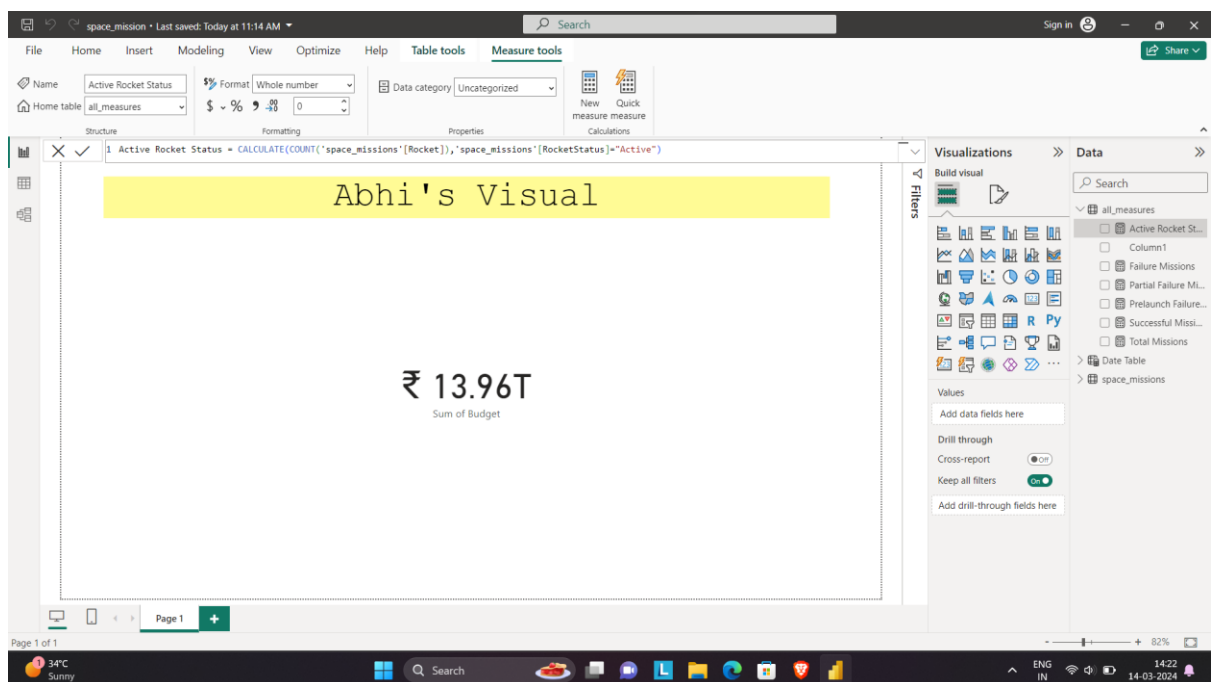 space_mission • Last saved: Today at 11:14 AM
Search
Sign in
File Home Insert Modeling View Optimize Help Table tools Measure tools
Share
Name Active Rocket Status
$% Format Whole number
Data category Uncategorized
Home table all_measures
$ % 9 .00 0
New measure
Quick measure
Structure
Formatting
Properties
Calculations
1 Active Rocket Status = CALCULATE(COUNT('space_missions'[Rocket]),'space_missions'[RocketStatus]="Active")
Abhi's Visual
₹ 13.96T
Sum of Budget
Filters
Visualizations
Build visual
R Py
Values
Add data fields here
Drill through
Cross-report Off
Keep all filters On
Add drill-through fields here
Data
Search
all_measures
Active Rocket St...
Column1
Failure Missions
Partial Failure Mi...
Prelaunch Failure...
Successful Missi...
Total Missions
Date Table
space_missions
Page 1
Page 1 of 1
- + 82%
1 34°C
Sunny
Search
L
ENG
IN
14:22
14-03-2024